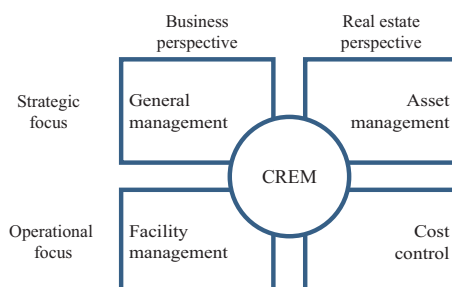 Business
perspective
Real estate
perspective
Strategic
focus
General
management
Asset
management
CREM
Operational
focus
Facility
management
Cost
control